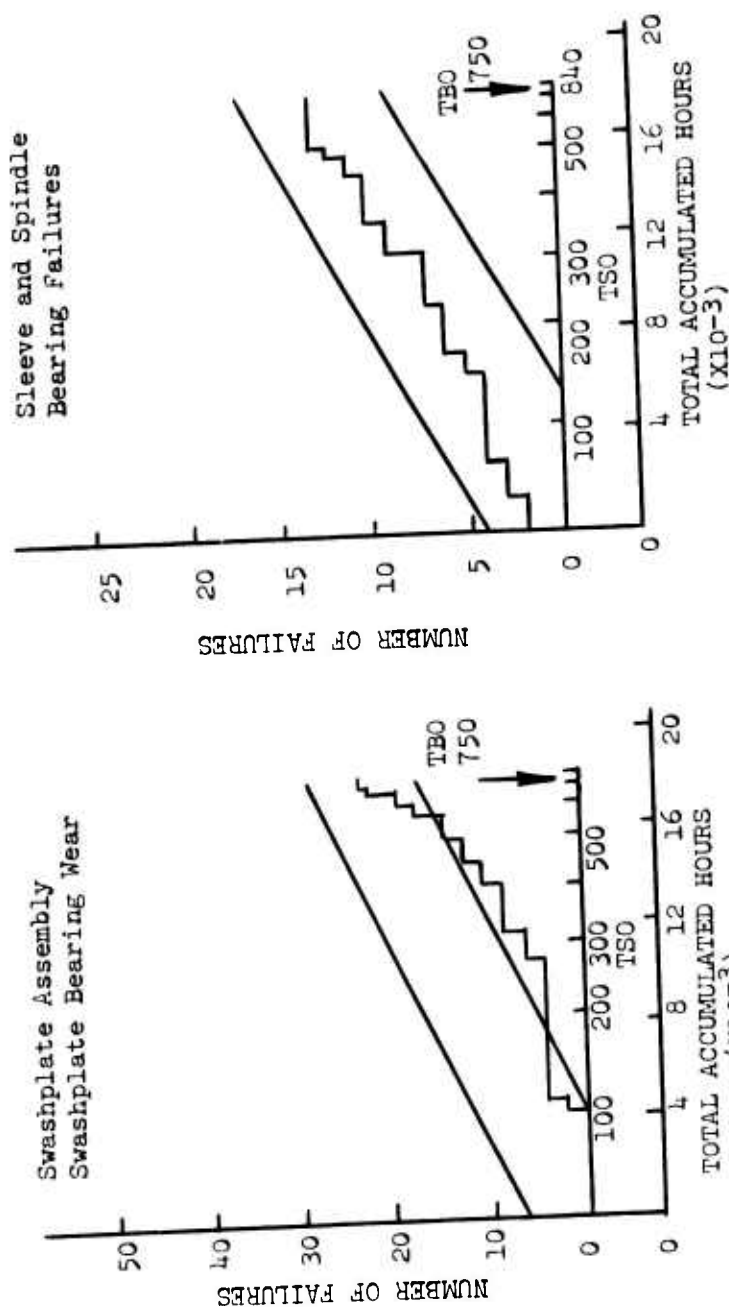 Swashplate Assembly
Swashplate Bearing Wear
NUMBER OF FAILURES
50
40
30
20
10
0
0
TBO
750
100
200
300
500
TSO
4
8
12
16
20
TOTAL ACCUMULATED HOURS
Sleeve and Spindle
Bearing Failures
NUMBER OF FAILURES
25
20
15
10
5
0
0
TBO
750
100
200
300
500
840
TSO
4
8
12
16
20
TOTAL ACCUMULATED HOURS
(X10-3)